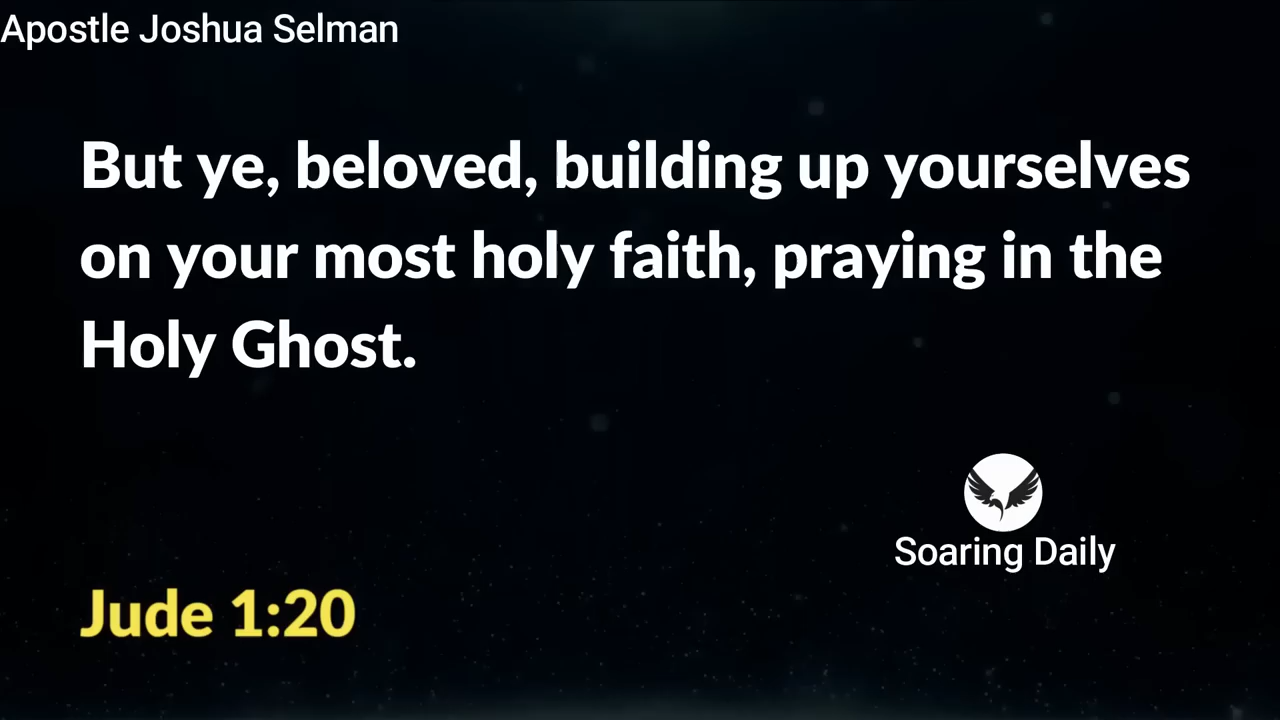 Apostle Joshua Selman
But ye, beloved, building up yourselves
on your most holy faith, praying in the
Holy Ghost.
Soaring Daily
Jude 1:20